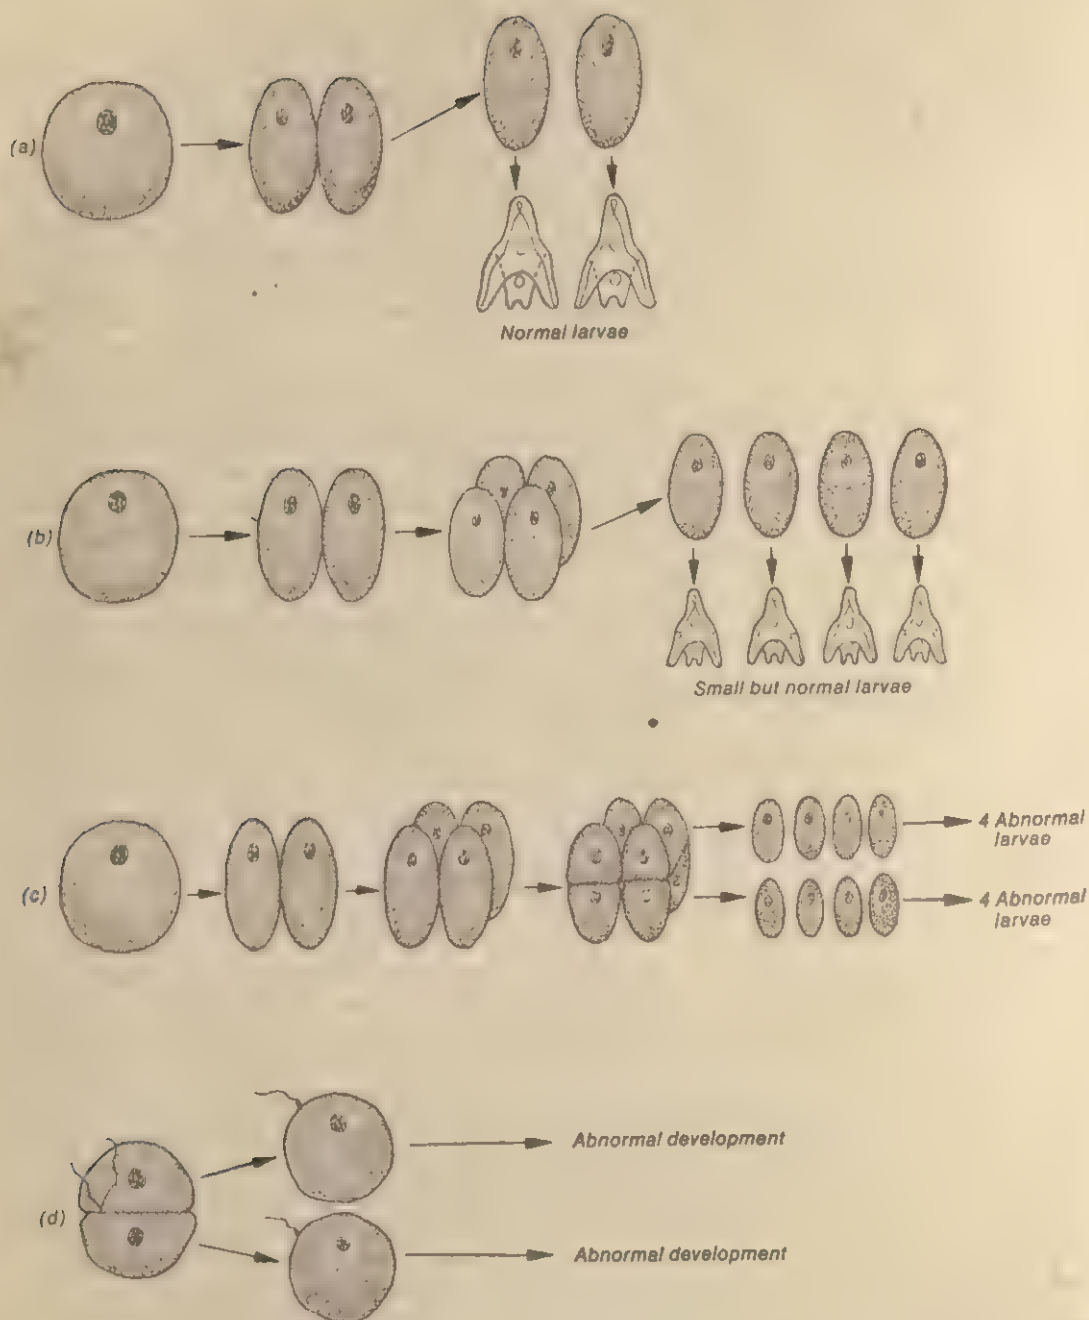 (a)
Normal larvae
(b)
Small but normal larvae
(c)
4 Abnormal
larvae
4 Abnormal
larvae
(d)
Abnormal development
Abnormal development